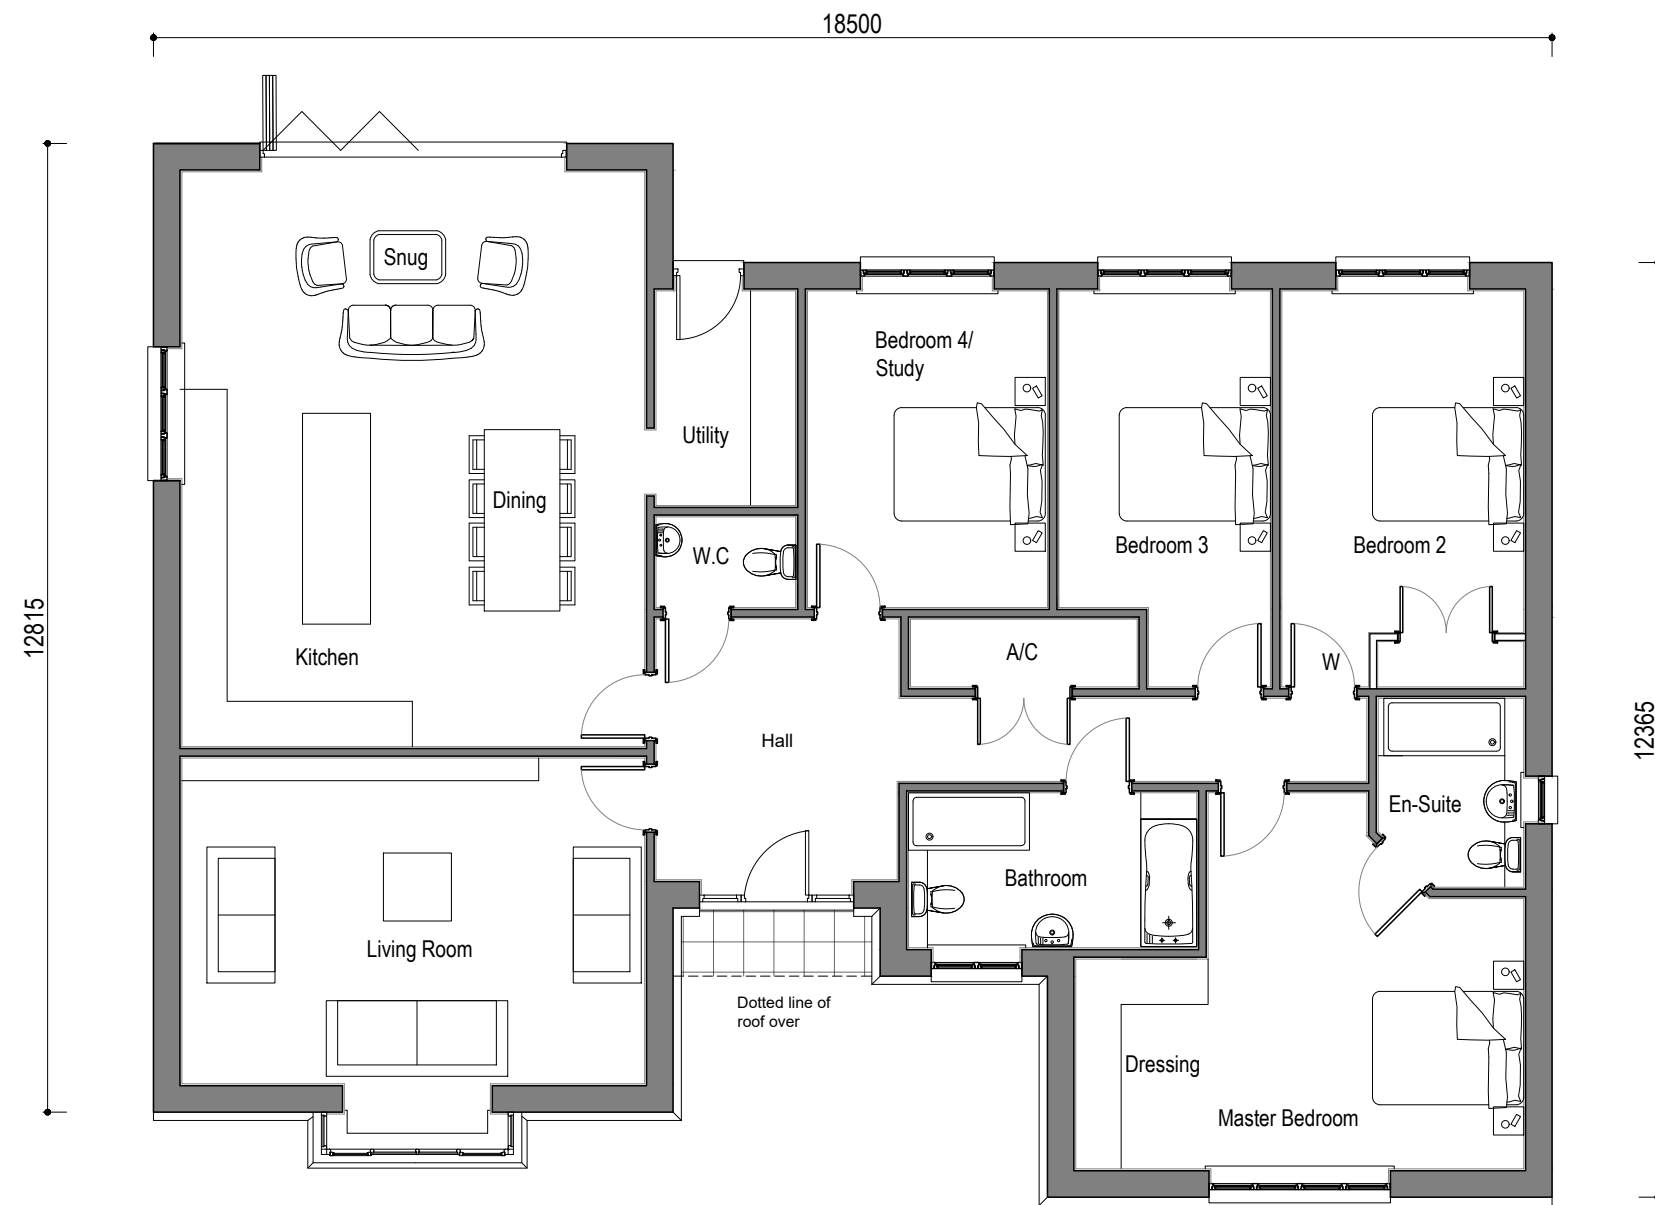 18500
Snug
Bedroom 4/
Study
Utility
Dining
W.C
Bedroom 3
Bedroom 2
12815
Kitchen
A/C
W
Hall
12365
En-Suite
Bathroom
Living Room
Dotted line of
roof over
Dressing
Master Bedroom